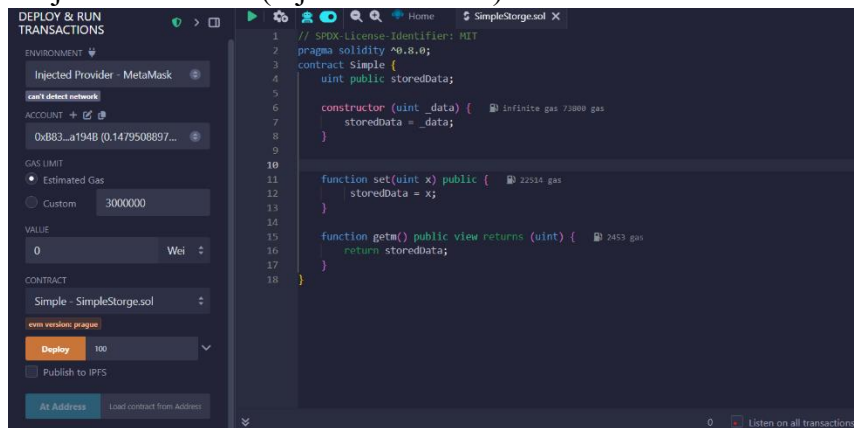 DEPLOY & RUN
TRANSACTIONS
ENVIRONMENT
Injected Provider - MetaMask
can't detect network
ACCOUNT
0xB83...a194B (0.1479508897...
GAS LIMIT
Estimated Gas
Custom 3000000
VALUE
0 Wei
CONTRACT
Simple - SimpleStorge.sol
evm version: prague
Deploy 100
Publish to IPFS
At Address Load contract from Address
Home SimpleStorge.sol
1 // SPDX-License-Identifier: MIT
2 pragma solidity ^0.8.0;
3 contract Simple {
4 uint public storedData;
5
6 constructor (uint _data) { infinite gas 73800 gas
7 storedData = _data;
8 }
9
10
11 function set(uint x) public { 22514 gas
12 storedData = x;
13 }
14
15 function getm() public view returns (uint) { 2453 gas
16 return storedData;
17 }
18 }
0 Listen on all transactions